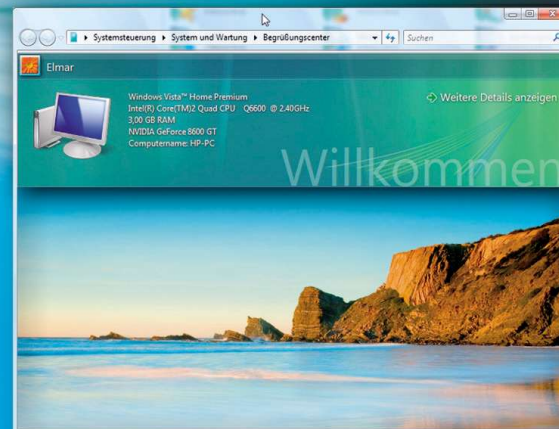 Systemsteuerung ▸ System und Wartung ▸ Begrüßungscenter
Suchen
Elmar
Windows Vista™ Home Premium
Intel(R) Core(TM)2 Quad CPU Q6600 @ 2.40GHz
3,00 GB RAM
NVIDIA GeForce 8600 GT
Computername: HP-PC
Weitere Details anzeigen
Willkommen